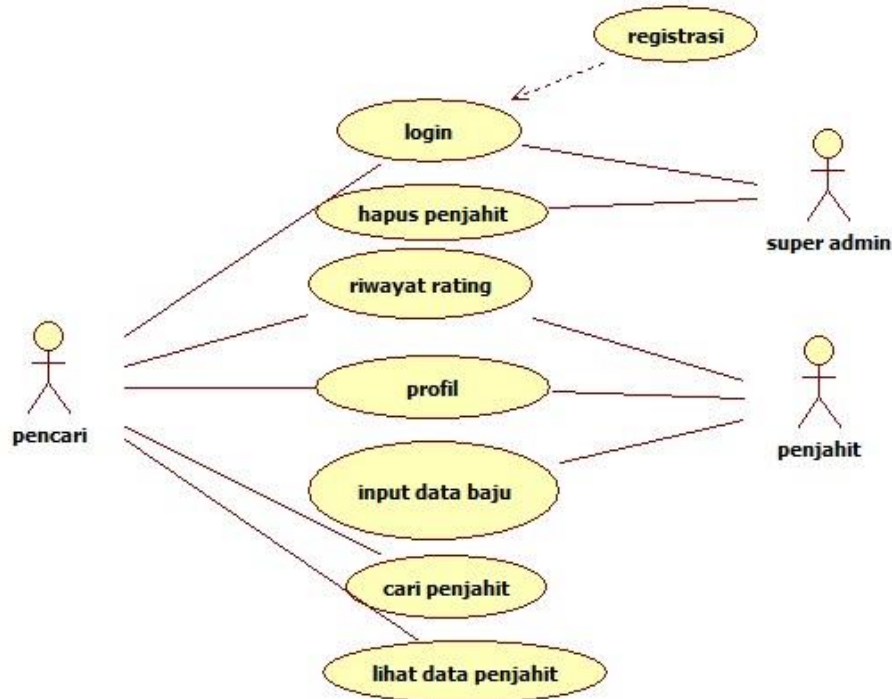 registrasi
login
hapus penjahit
super admin
riwayat rating
profil
pencari
penjahit
input data baju
cari penjahit
lihat data penjahit